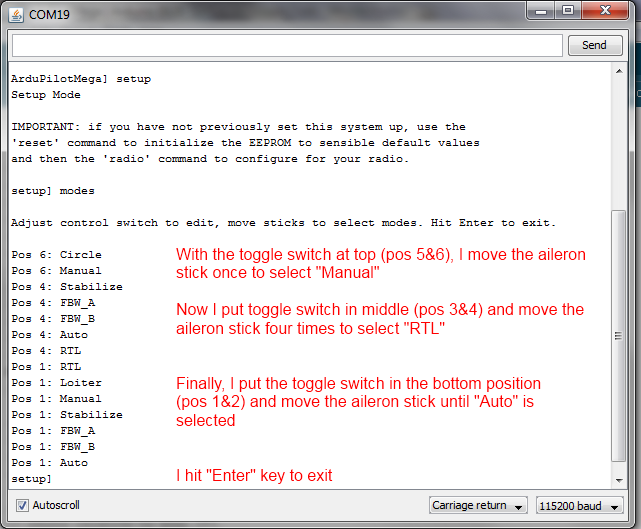 COM19
Send
ArduPilotMega] setup
Setup Mode
IMPORTANT: if you have not previously set this system up, use the
'reset' command to initialize the EEPROM to sensible default values
and then the 'radio' command to configure for your radio.
setup] modes
Adjust control switch to edit, move sticks to select modes. Hit Enter to exit.
Pos 6: Circle
Pos 6: Manual
Pos 4: Stabilize
Pos 4: FBW_A
Pos 4: FBW_B
Pos 4: Auto
Pos 4: RTL
Pos 1: RTL
Pos 1: Loiter
Pos 1: Manual
Pos 1: Stabilize
Pos 1: FBW_A
Pos 1: FBW_B
Pos 1: Auto
setup]
With the toggle switch at top (pos 5&6), I move the aileron
stick once to select "Manual"
Now I put toggle switch in middle (pos 3&4) and move the
aileron stick four times to select "RTL"
Finally, I put the toggle switch in the bottom position
(pos 1&2) and move the aileron stick until "Auto" is
selected
I hit "Enter" key to exit
Autoscroll
Carriage return
115200 baud